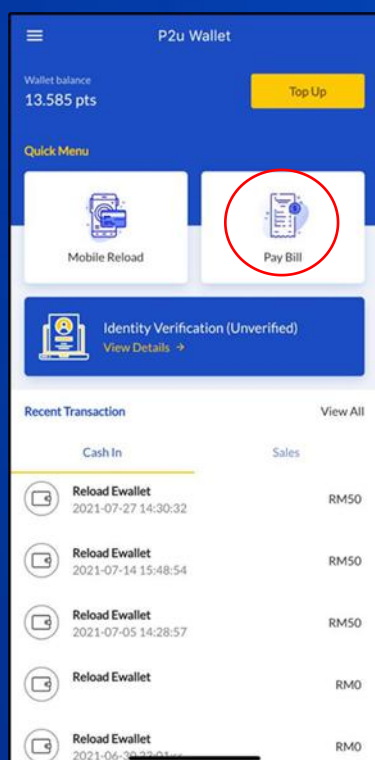 P2u Wallet
Wallet balance
13.585 pts
Top Up
Quick Menu
Mobile Reload
Pay Bill
Identity Verification (Unverified)
View Details →
Recent Transaction
View All
Cash In
Sales
Reload Ewallet
2021-07-27 14:30:32
RM50
Reload Ewallet
2021-07-14 15:48:54
RM50
Reload Ewallet
2021-07-05 14:28:57
RM50
Reload Ewallet
RM0
Reload Ewallet
RM0